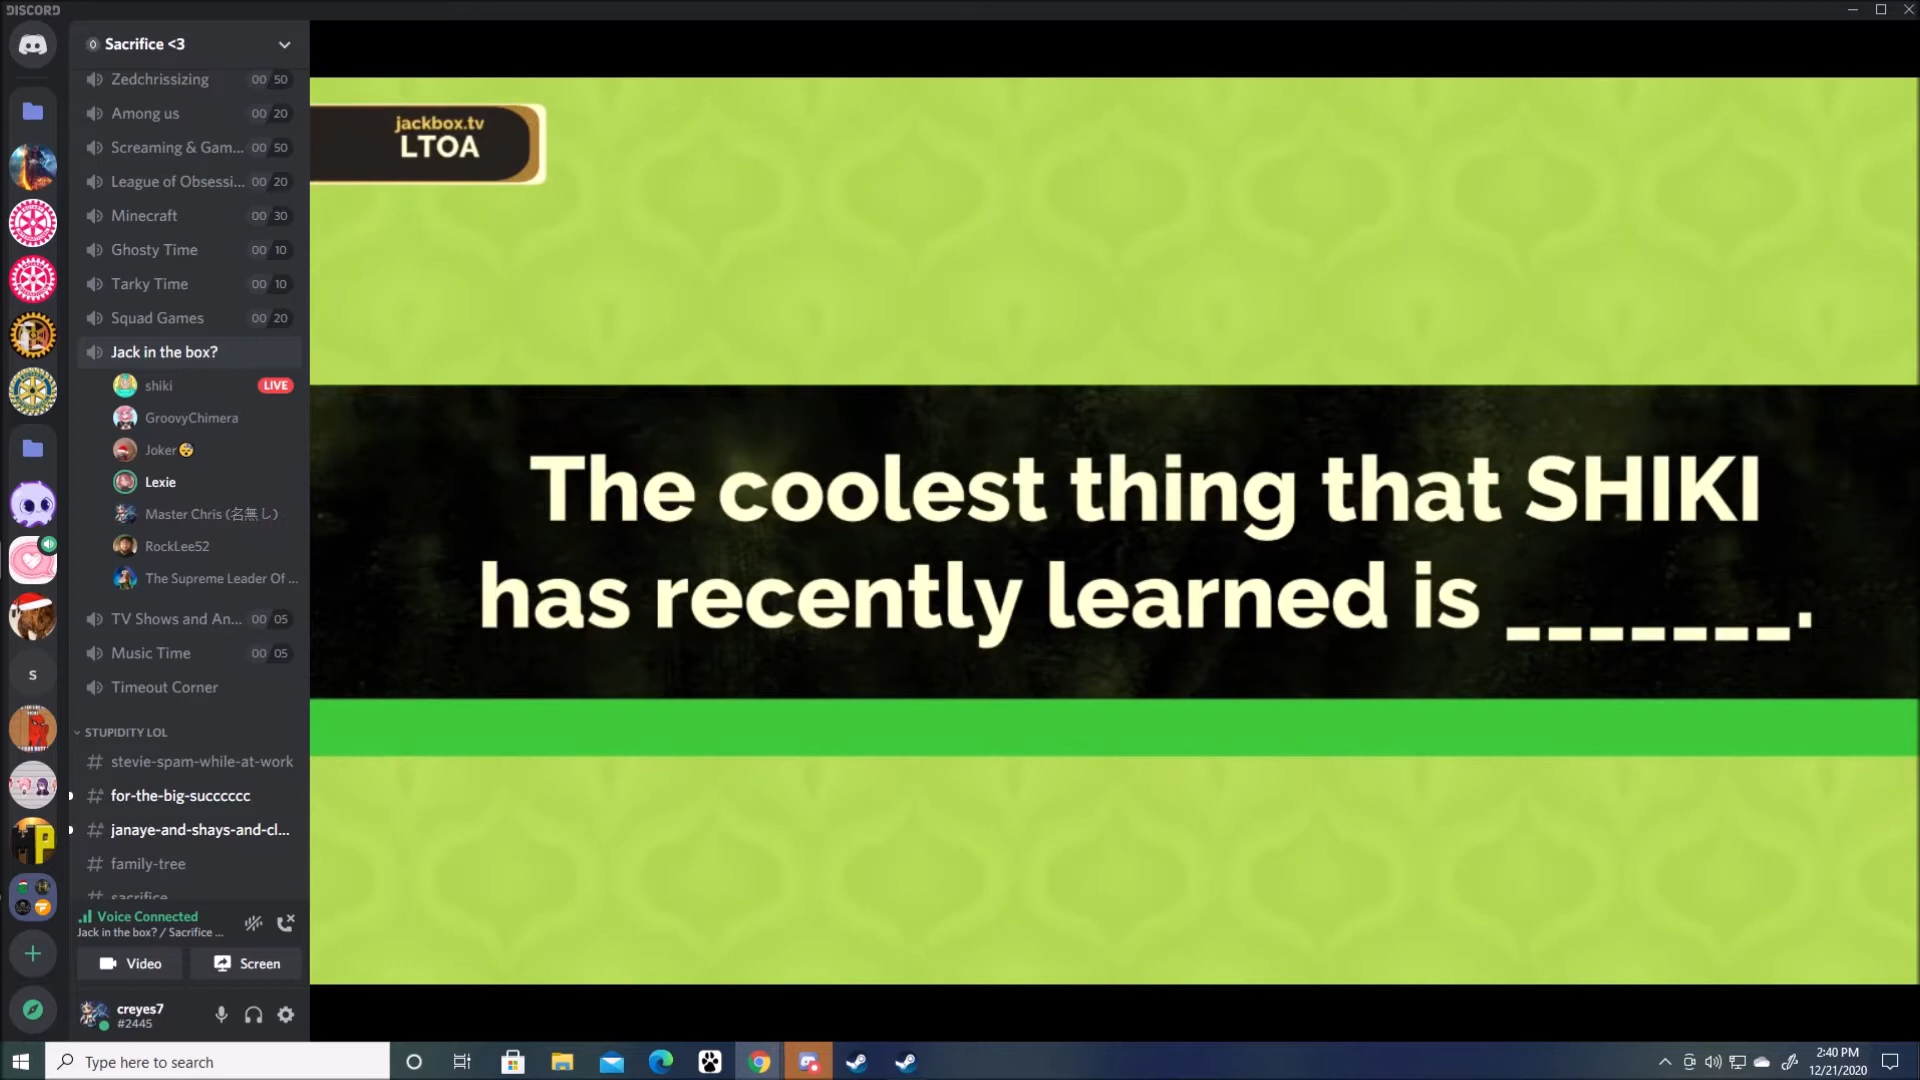 DISCORD
Sacrifice <3
Zedchrissizing 00 50
Among us 00 20
Screaming & Gam... 00 50
League of Obsessi... 00 20
Minecraft 00 30
Ghosty Time 00 10
Tarky Time 00 10
Squad Games 00 20
Jack in the box?
shiki LIVE
GroovyChimera
Joker
Lexie
Master Chris (名無し)
RockLee52
The Supreme Leader Of ...
TV Shows and An... 00 05
Music Time 00 05
Timeout Corner
STUPIDITY LOL
# stevie-spam-while-at-work
# for-the-big-succcccc
# janaye-and-shays-and-cl...
# family-tree
# sacrifice
Voice Connected
Jack in the box? / Sacrifice ...
Video Screen
creyes7
#2445
S
jackbox.tv
LTOA
The coolest thing that SHIKI
has recently learned is _______.
Type here to search
2:40 PM
12/21/2020